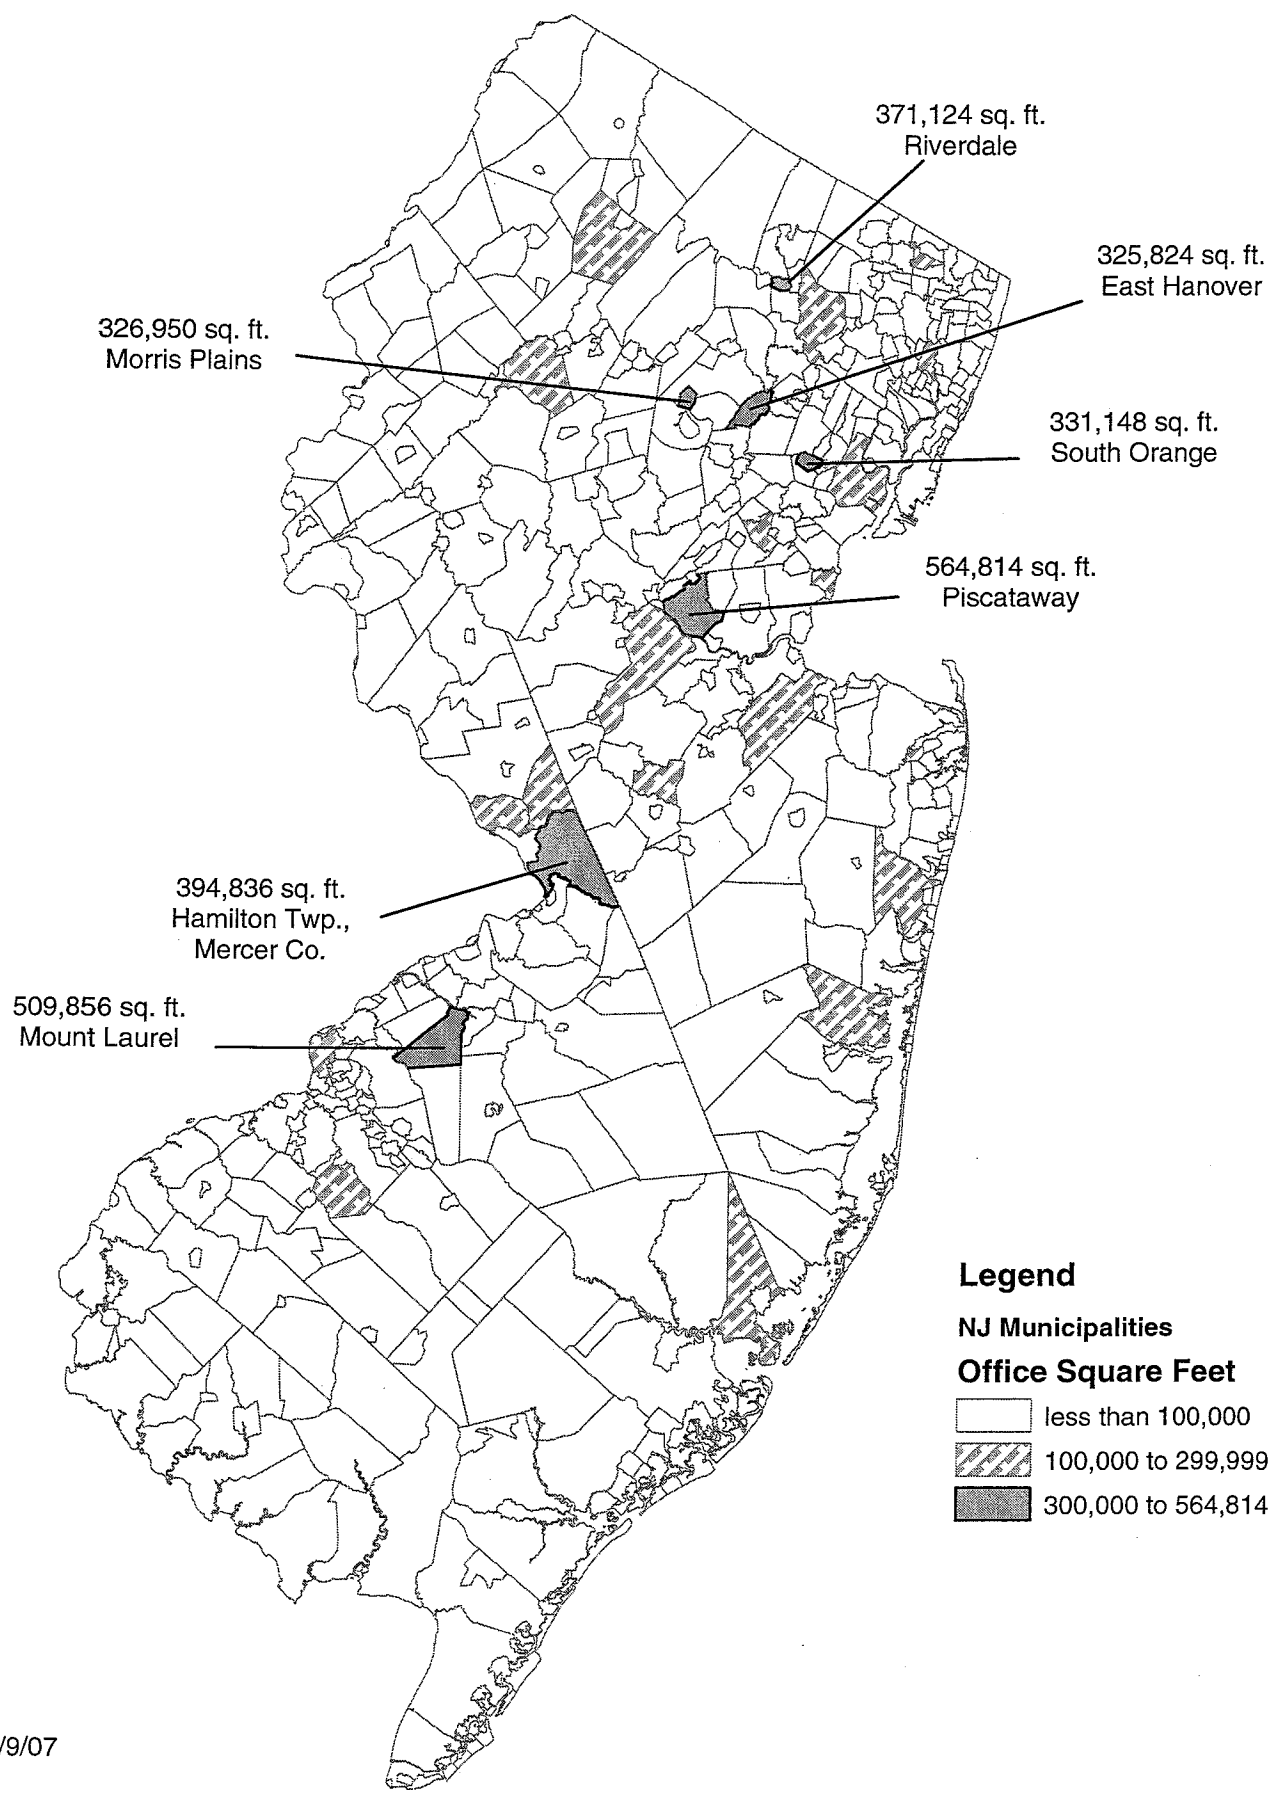 371,124 sq. ft.
Riverdale
325,824 sq. ft.
East Hanover
326,950 sq. ft.
Morris Plains
331,148 sq. ft.
South Orange
564,814 sq. ft.
Piscataway
394,836 sq. ft.
Hamilton Twp.,
Mercer Co.
509,856 sq. ft.
Mount Laurel
Legend
NJ Municipalities
Office Square Feet
less than 100,000
100,000 to 299,999
300,000 to 564,814
/9/07